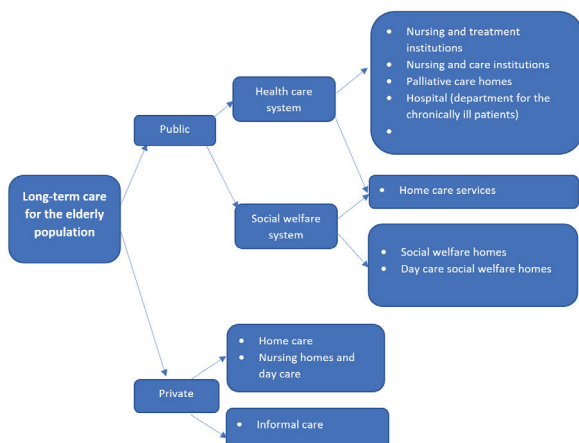 • Nursing and treatment
institutions
• Nursing and care institutions
• Palliative care homes
• Hospital (department for the
chronically ill patients)
•
Health care
system
Public
• Home care services
Long-term care
for the elderly
population
Social welfare
system
• Social welfare homes
• Day care social welfare homes
• Home care
• Nursing homes and
day care
Private
• Informal care